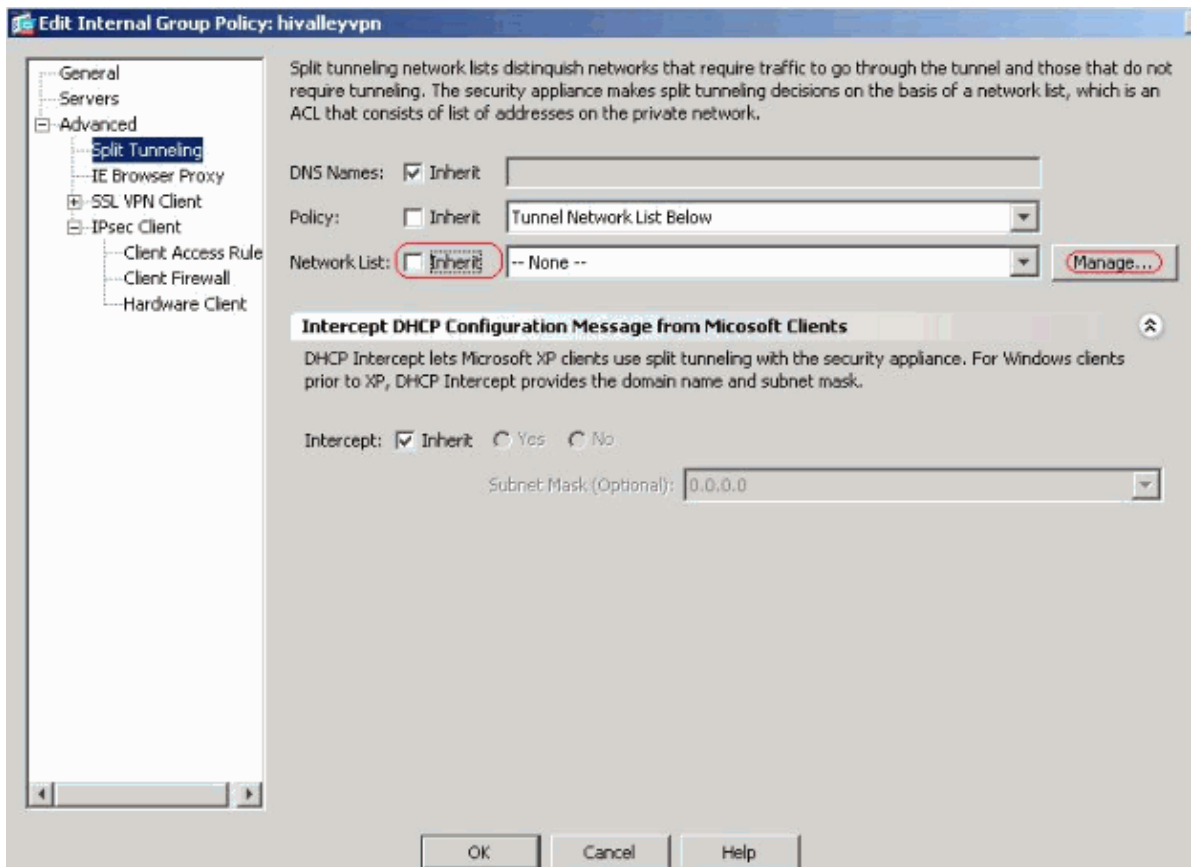 Edit Internal Group Policy: hivalleyvpn
General
Servers
Advanced
Split Tunneling
IE Browser Proxy
SSL VPN Client
IPsec Client
Client Access Rule
Client Firewall
Hardware Client
Split tunneling network lists distinquish networks that require traffic to go through the tunnel and those that do not
require tunneling. The security appliance makes split tunneling decisions on the basis of a network list, which is an
ACL that consists of list of addresses on the private network.
DNS Names: Inherit
Policy: Inherit Tunnel Network List Below
Network List: Inherit -- None -- Manage...
Intercept DHCP Configuration Message from Micosoft Clients
DHCP Intercept lets Microsoft XP clients use split tunneling with the security appliance. For Windows clients
prior to XP, DHCP Intercept provides the domain name and subnet mask.
Intercept: Inherit Yes No
Subnet Mask (Optional): 0.0.0.0
OK Cancel Help